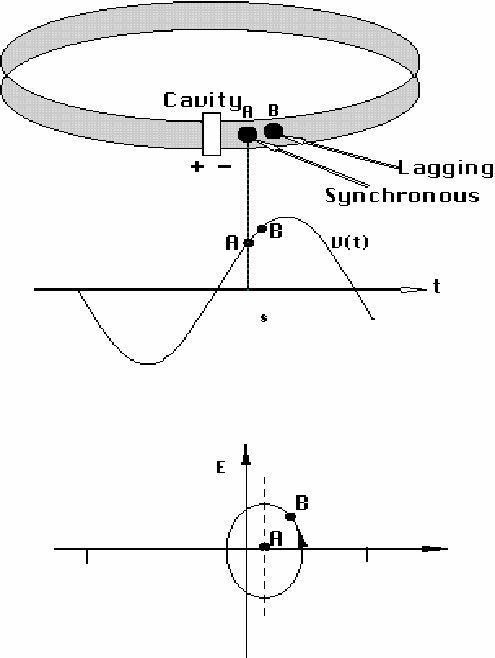 Cavity A B
+ −
Lagging
Synchronous
A B V(t)
t
s
E
B
A